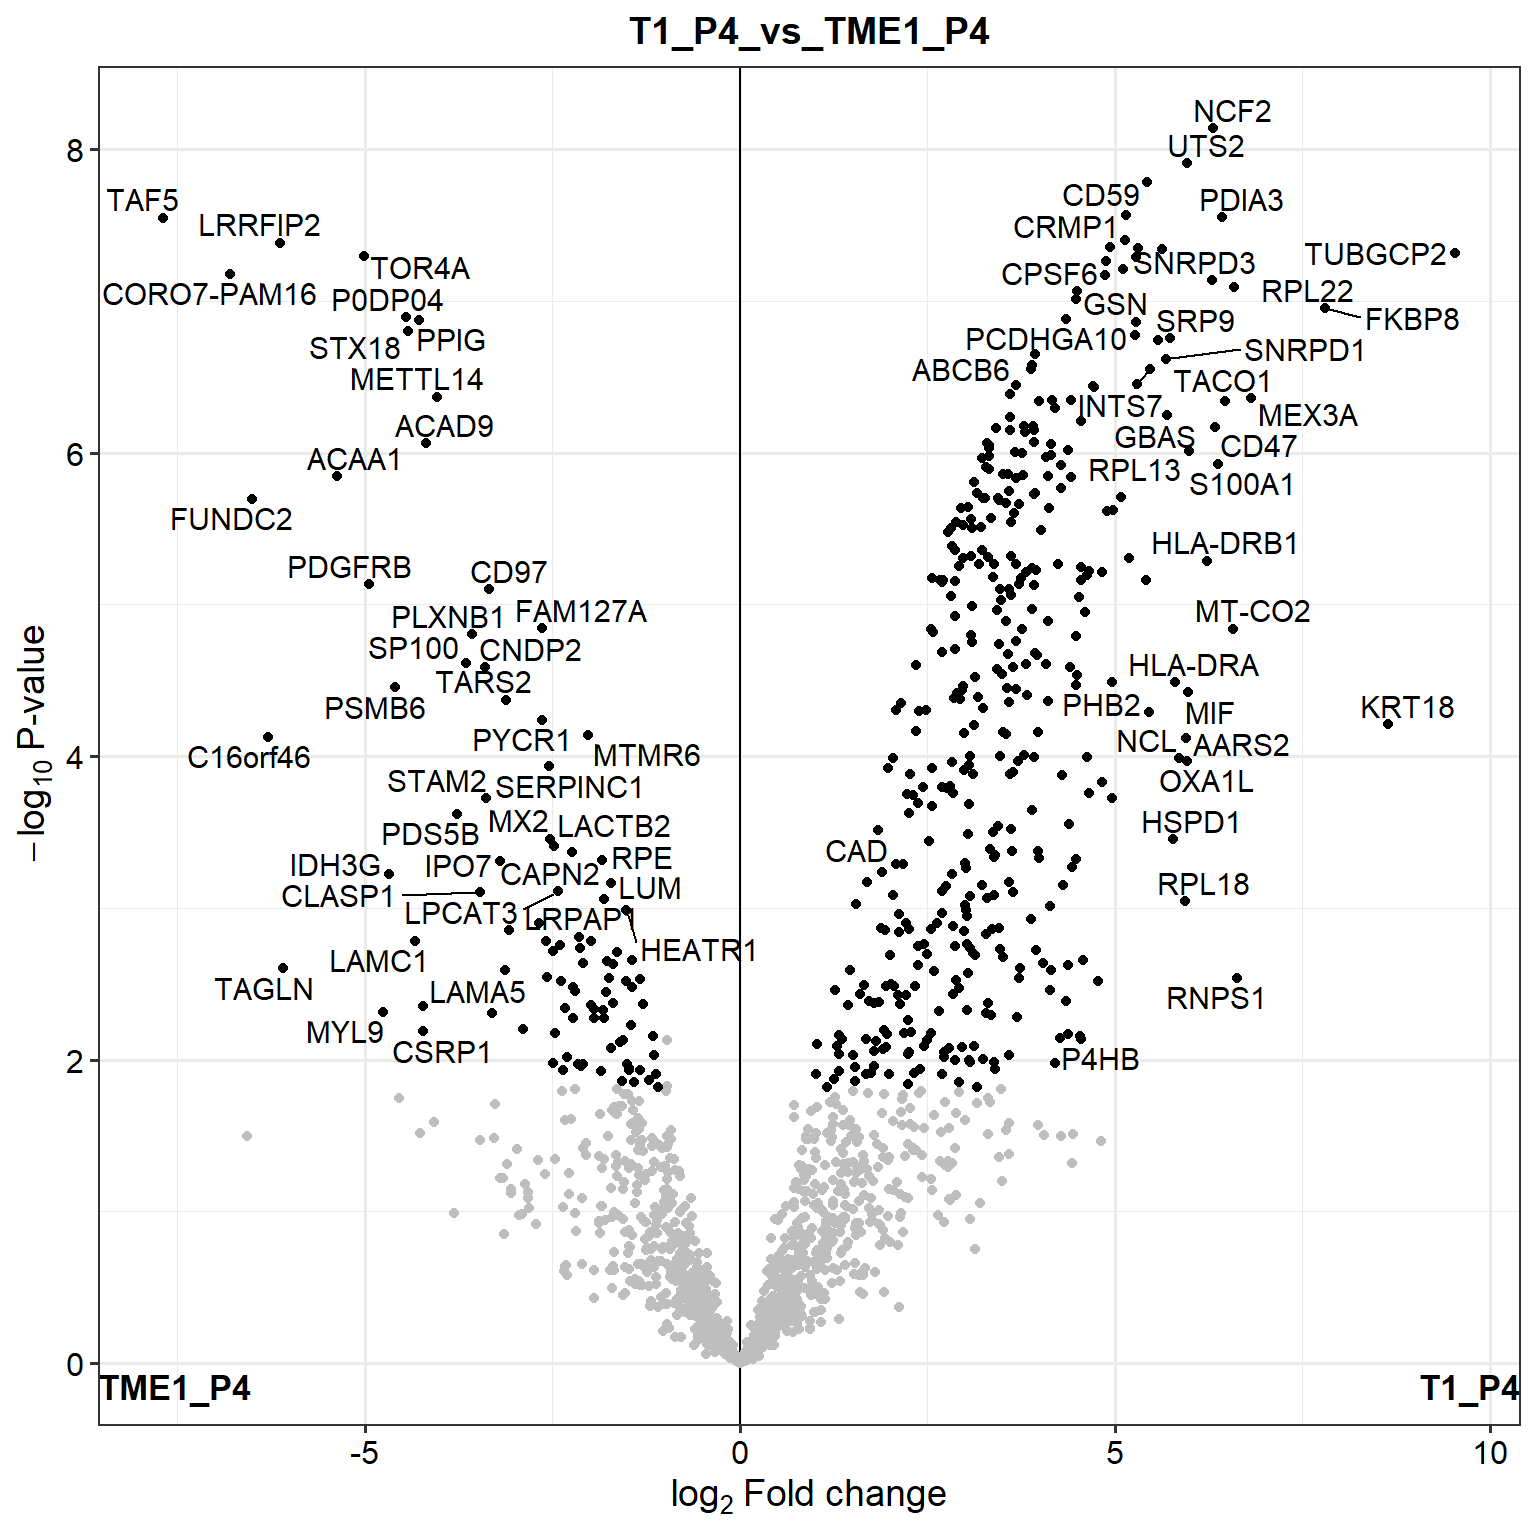 T1_P4_vs_TME1_P4
NCF2
UTS2
TAF5
CD59
PDIA3
LRRFIP2
CRMP1
TOR4A
SNRPD3
TUBGCP2
CORO7-PAM16
CPSF6
P0DP04
GSN
RPL22
STX18
PPIG
PCDHGA10
SRP9
FKBP8
METTL14
ABCB6
SNRPD1
INTS7
TACO1
ACAD9
MEX3A
GBAS
CD47
ACAA1
RPL13
S100A1
FUNDC2
HLA-DRB1
PDGFRB
CD97
PLXNB1
FAM127A
MT-CO2
SP100
CNDP2
HLA-DRA
TARS2
PSMB6
PHB2
MIF
KRT18
C16orf46
PYCR1
MTMR6
NCL
AARS2
STAM2
SERPINC1
OXA1L
PDS5B
MX2
LACTB2
HSPD1
IDH3G
IPO7
CAPN2
RPE
CAD
CLASP1
LUM
RPL18
LPCAT3
LRPAP1
HEATR1
LAMC1
TAGLN
LAMA5
RNPS1
MYL9
CSRP1
P4HB
TME1_P4
T1_P4
8
6
4
2
0
-5
0
5
10
−log10 P-value
log2 Fold change